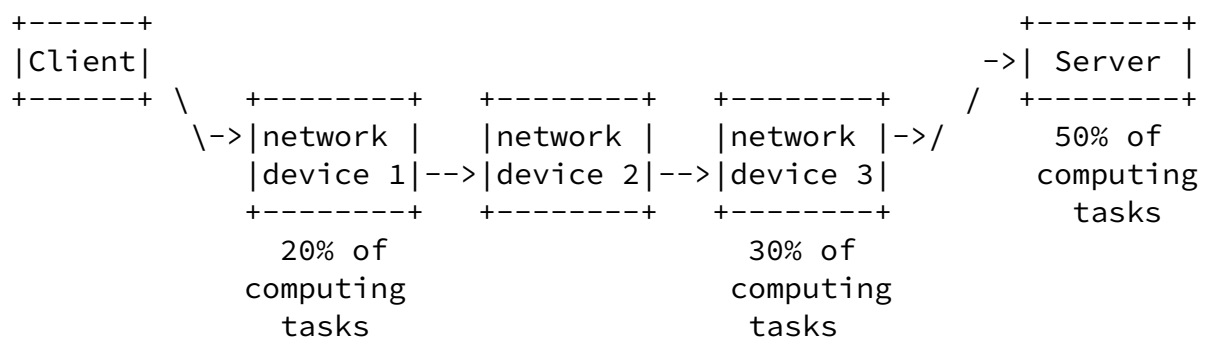 +------+                                                +--------+
|Client|                                              ->| Server |
+------+ \   +--------+   +--------+   +--------+    /  +--------+
          \->|network |   |network |   |network |->/     50% of
             |device 1|-->|device 2|-->|device 3|       computing
             +--------+   +--------+   +--------+         tasks
               20% of                    30% of
             computing                 computing
               tasks                     tasks